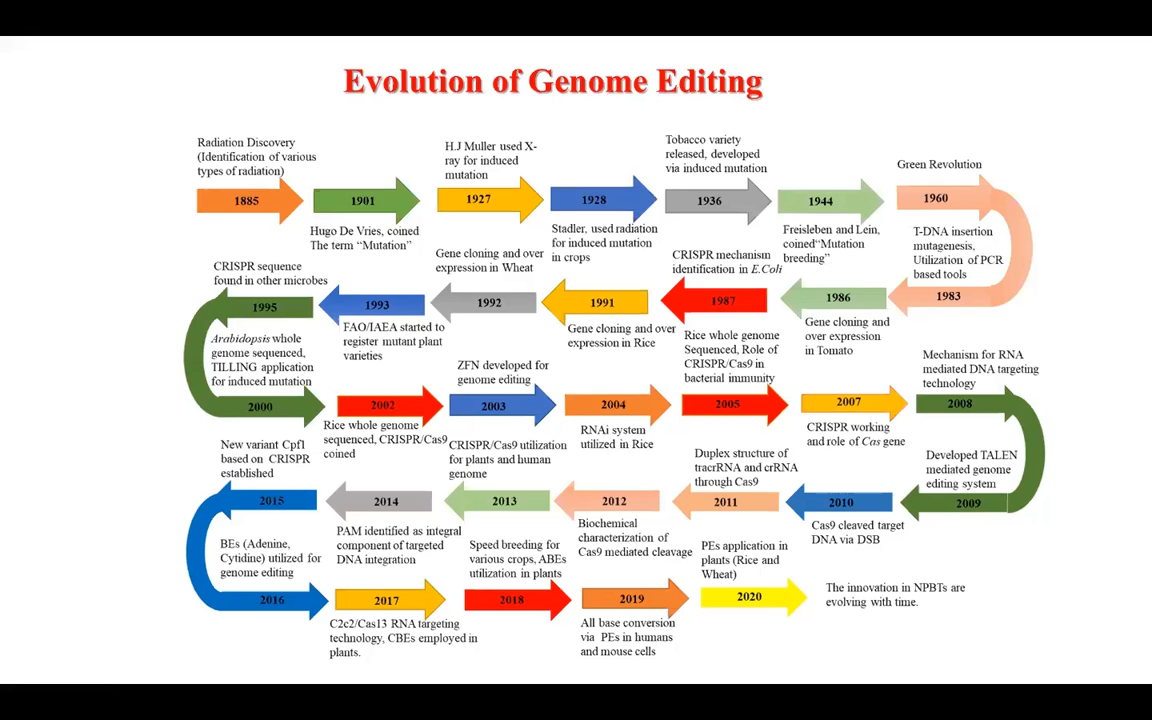 Evolution of Genome Editing
Radiation Discovery
(Identification of various
types of radiation)
1885
1901
Hugo De Vries, coined
The term “Mutation”
H.J Muller used X-
ray for induced
mutation
1927
1928
Stadler, used radiation
for induced mutation
in crops
Tobacco variety
released, developed
via induced mutation
1936
1944
Freisleben and Lein,
coined“Mutation
breeding”
Green Revolution
1960
T-DNA insertion
mutagenesis,
Utilization of PCR
based tools
1983
1986
Gene cloning and
over expression
in Tomato
CRISPR mechanism
identification in E.Coli
1987
1991
Gene cloning and over
expression in Rice
Gene cloning and over
expression in Wheat
1992
1993
FAO/IAEA started to
register mutant plant
varieties
CRISPR sequence
found in other microbes
1995
Arabidopsis whole
genome sequenced,
TILLING application
for induced mutation
2000
2002
Rice whole genome
sequenced, CRISPR/Cas9
coined
ZFN developed for
genome editing
2003
2004
RNAi system
utilized in Rice
Rice whole genome
Sequenced, Role of
CRISPR/Cas9 in
bacterial immunity
2005
2007
CRISPR working
and role of Cas gene
Mechanism for RNA
mediated DNA targeting
technology
2008
Developed TALEN
mediated genome
editing system
2009
2010
Cas9 cleaved target
DNA via DSB
Duplex structure of
tracrRNA and crRNA
through Cas9
2011
2012
Biochemical
characterization of
Cas9 mediated cleavage
CRISPR/Cas9 utilization
for plants and human
genome
2013
2014
PAM identified as integral
component of targeted
DNA integration
New variant Cpf1
based on CRISPR
established
2015
BEs (Adenine,
Cytidine) utilized for
genome editing
2016
2017
C2c2/Cas13 RNA targeting
technology, CBEs employed in
plants.
Speed breeding for
various crops, ABEs
utilization in plants
2018
2019
All base conversion
via PEs in humans
and mouse cells
PEs application in
plants (Rice and
Wheat)
2020
The innovation in NPBTs are
evolving with time.